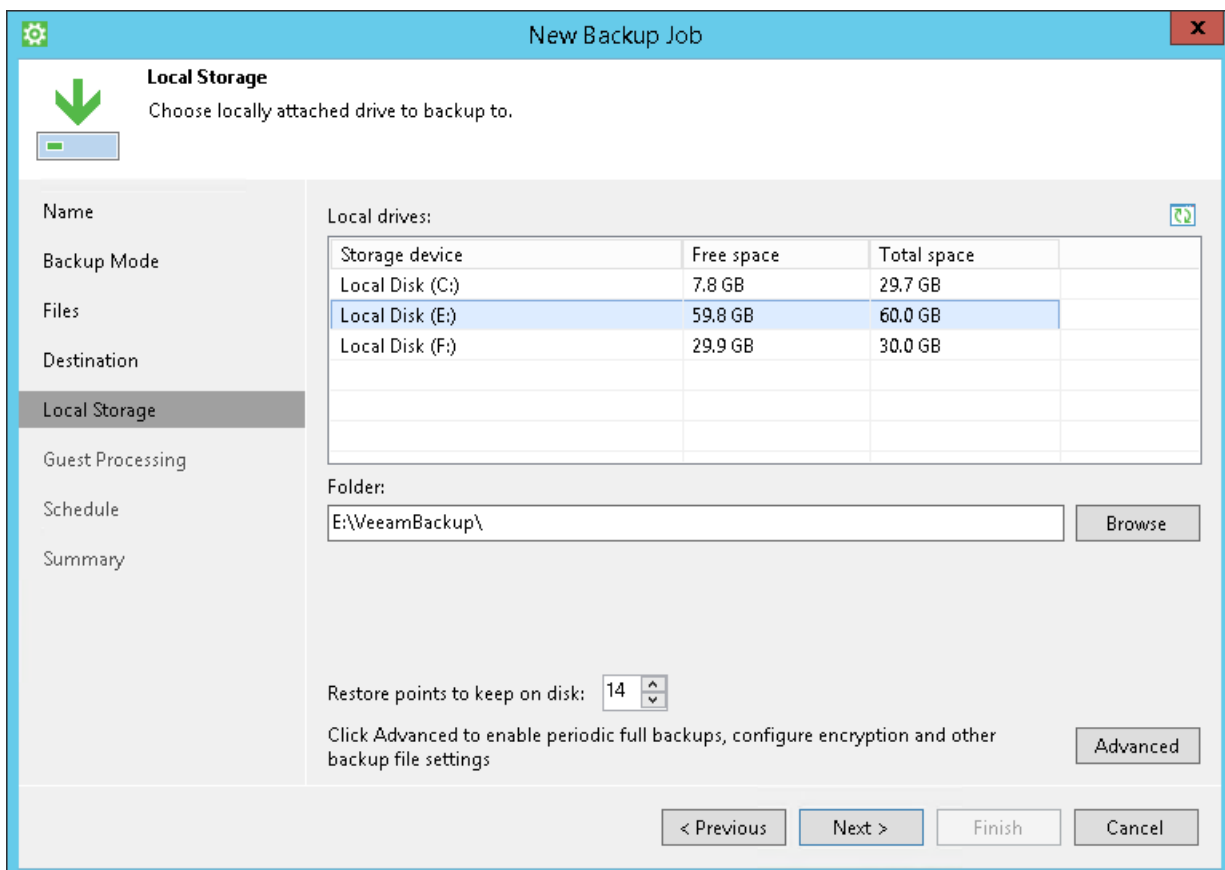 New Backup Job
X
Local Storage
Choose locally attached drive to backup to.
Name
Backup Mode
Files
Destination
Local Storage
Guest Processing
Schedule
Summary
Local drives:
Storage device Free space Total space
Local Disk (C:) 7.8 GB 29.7 GB
Local Disk (E:) 59.8 GB 60.0 GB
Local Disk (F:) 29.9 GB 30.0 GB
Folder:
E:\VeeamBackup\ Browse
Restore points to keep on disk: 14
Click Advanced to enable periodic full backups, configure encryption and other
backup file settings
Advanced
< Previous Next > Finish Cancel